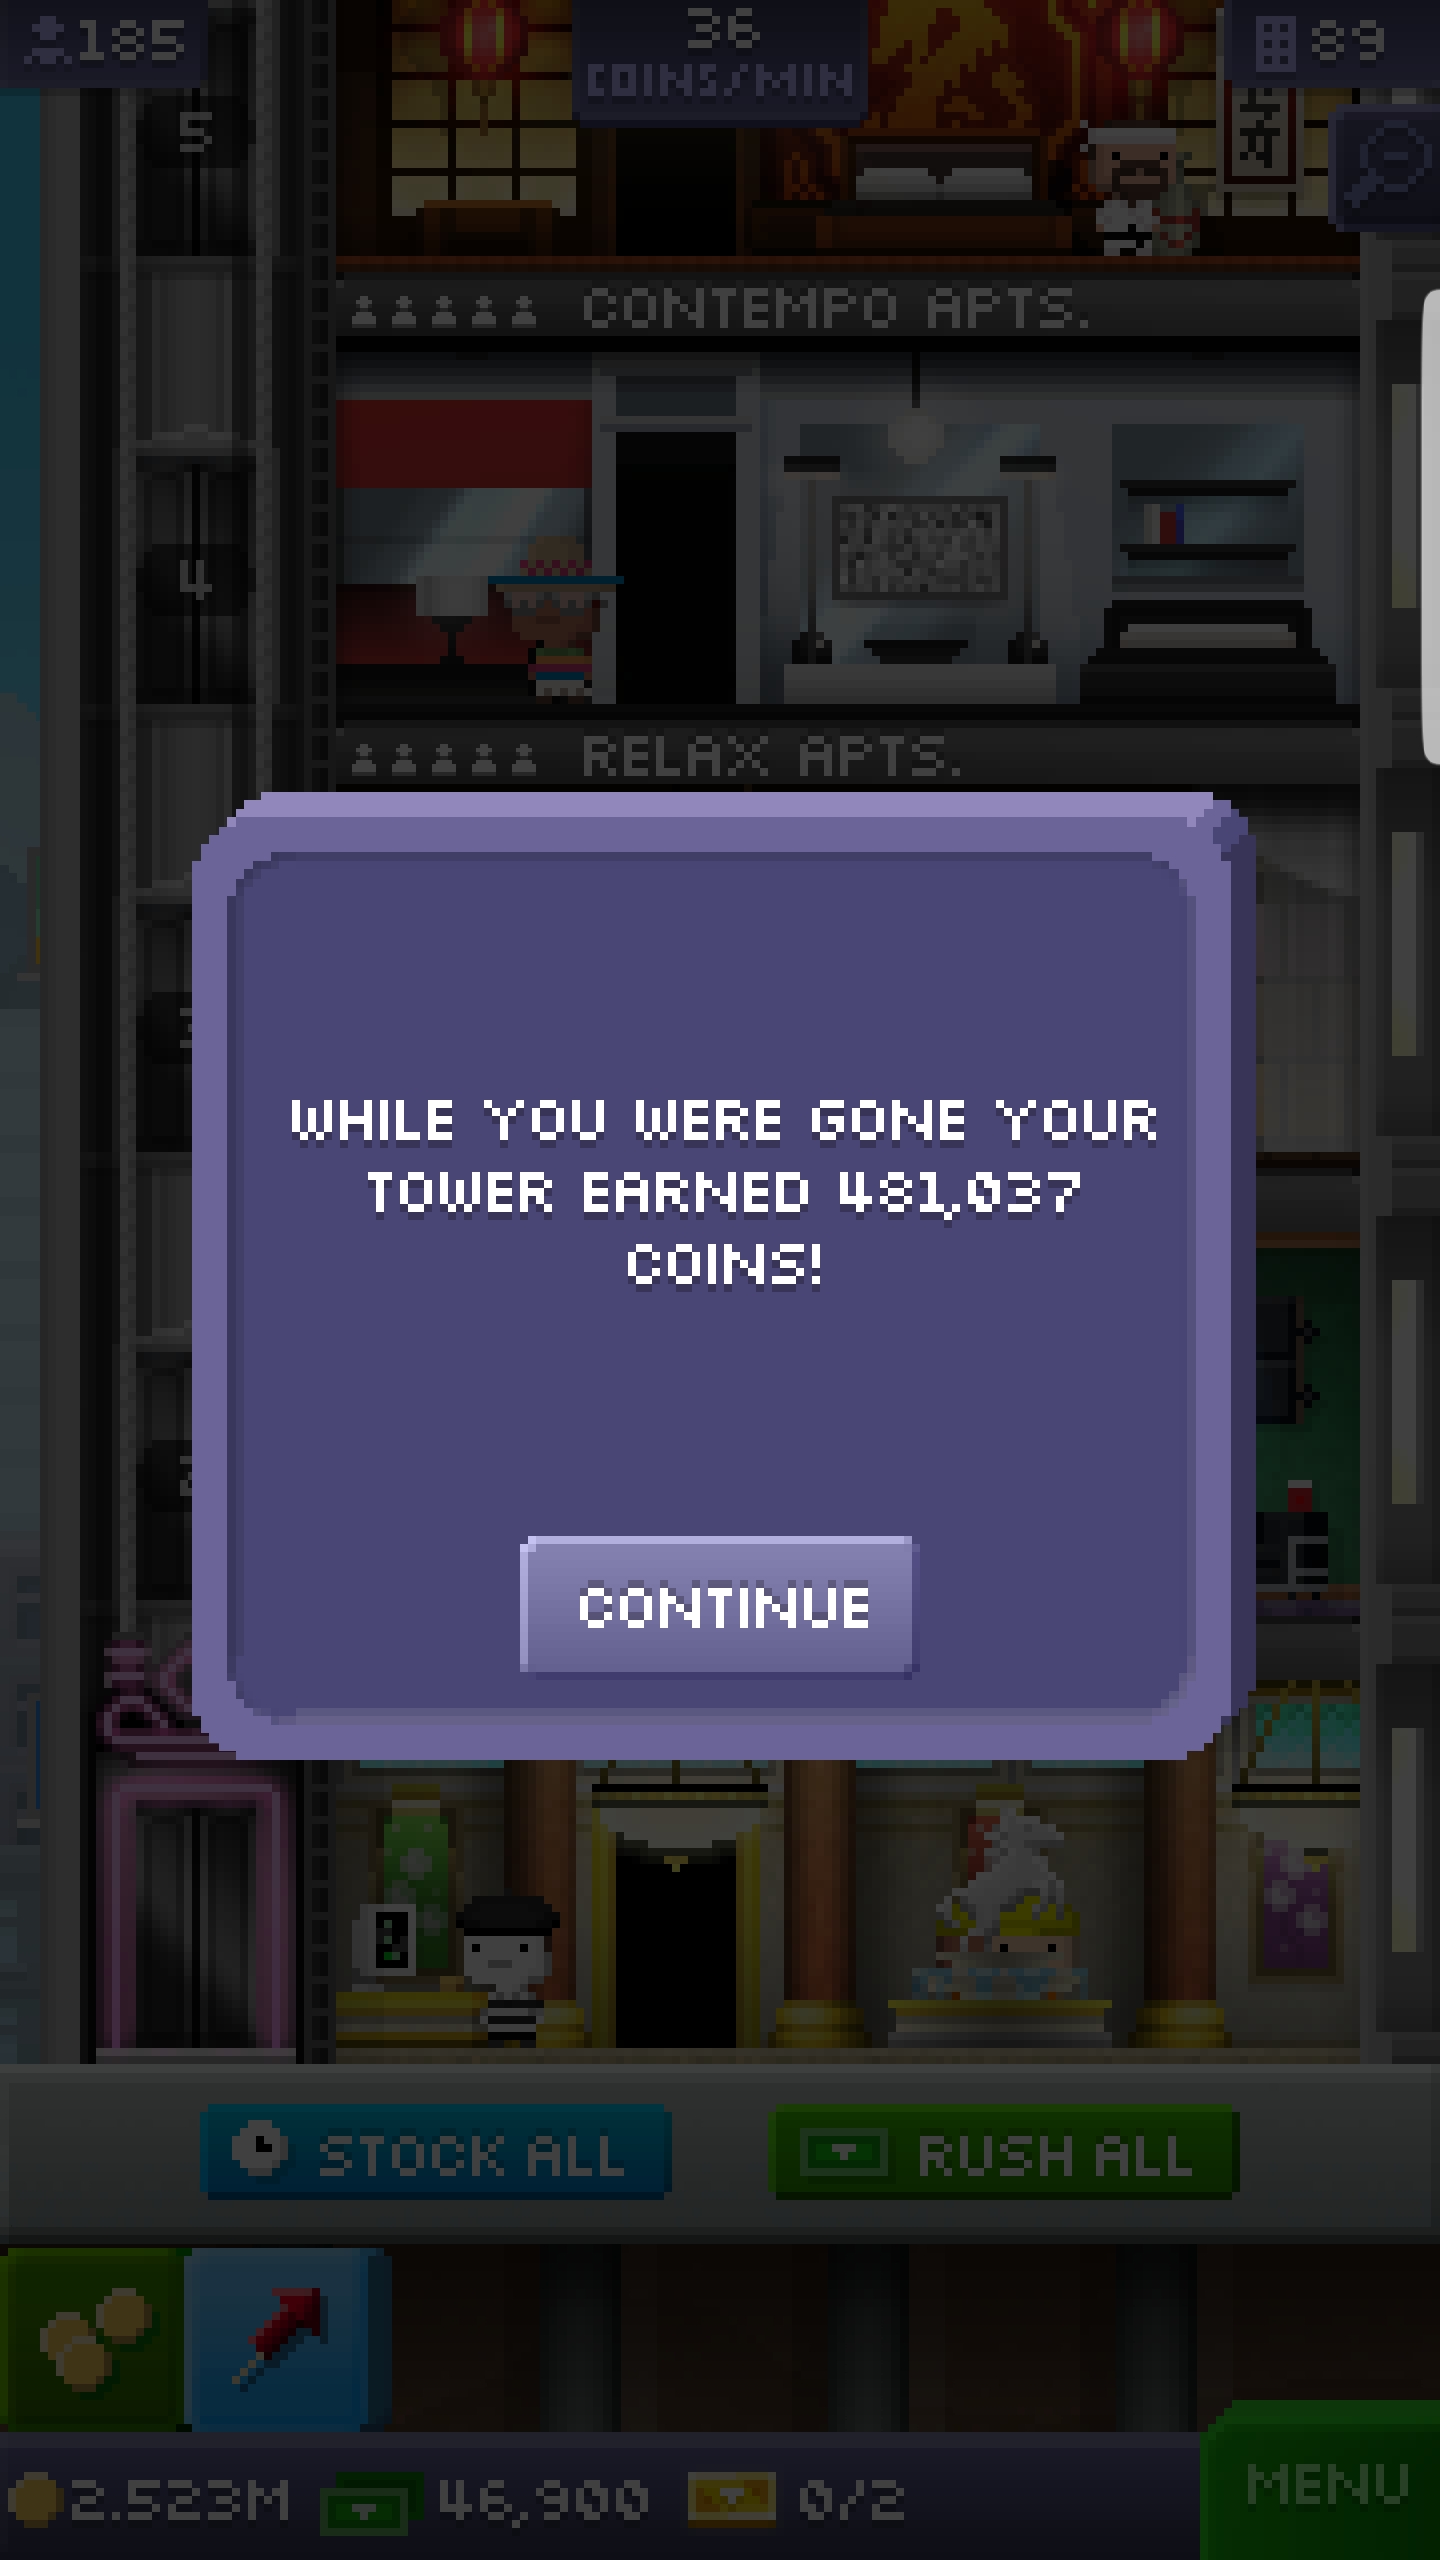 185
36
COINS/MIN
89
5
CONTEMPO APTS.
4
RELAX APTS.
WHILE YOU WERE GONE YOUR
TOWER EARNED 481,037
COINS!
CONTINUE
STOCK ALL
RUSH ALL
2.523M
46,900
0/2
MENU